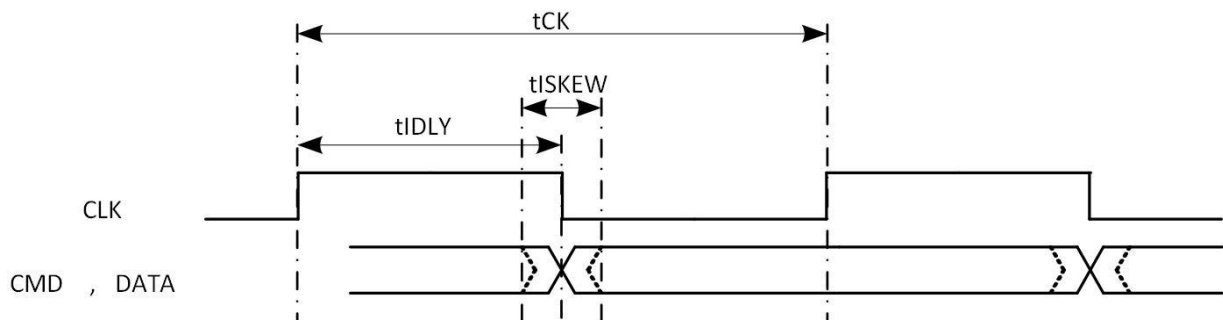 tCK
tISKEW
tIDLY
CLK
CMD , DATA